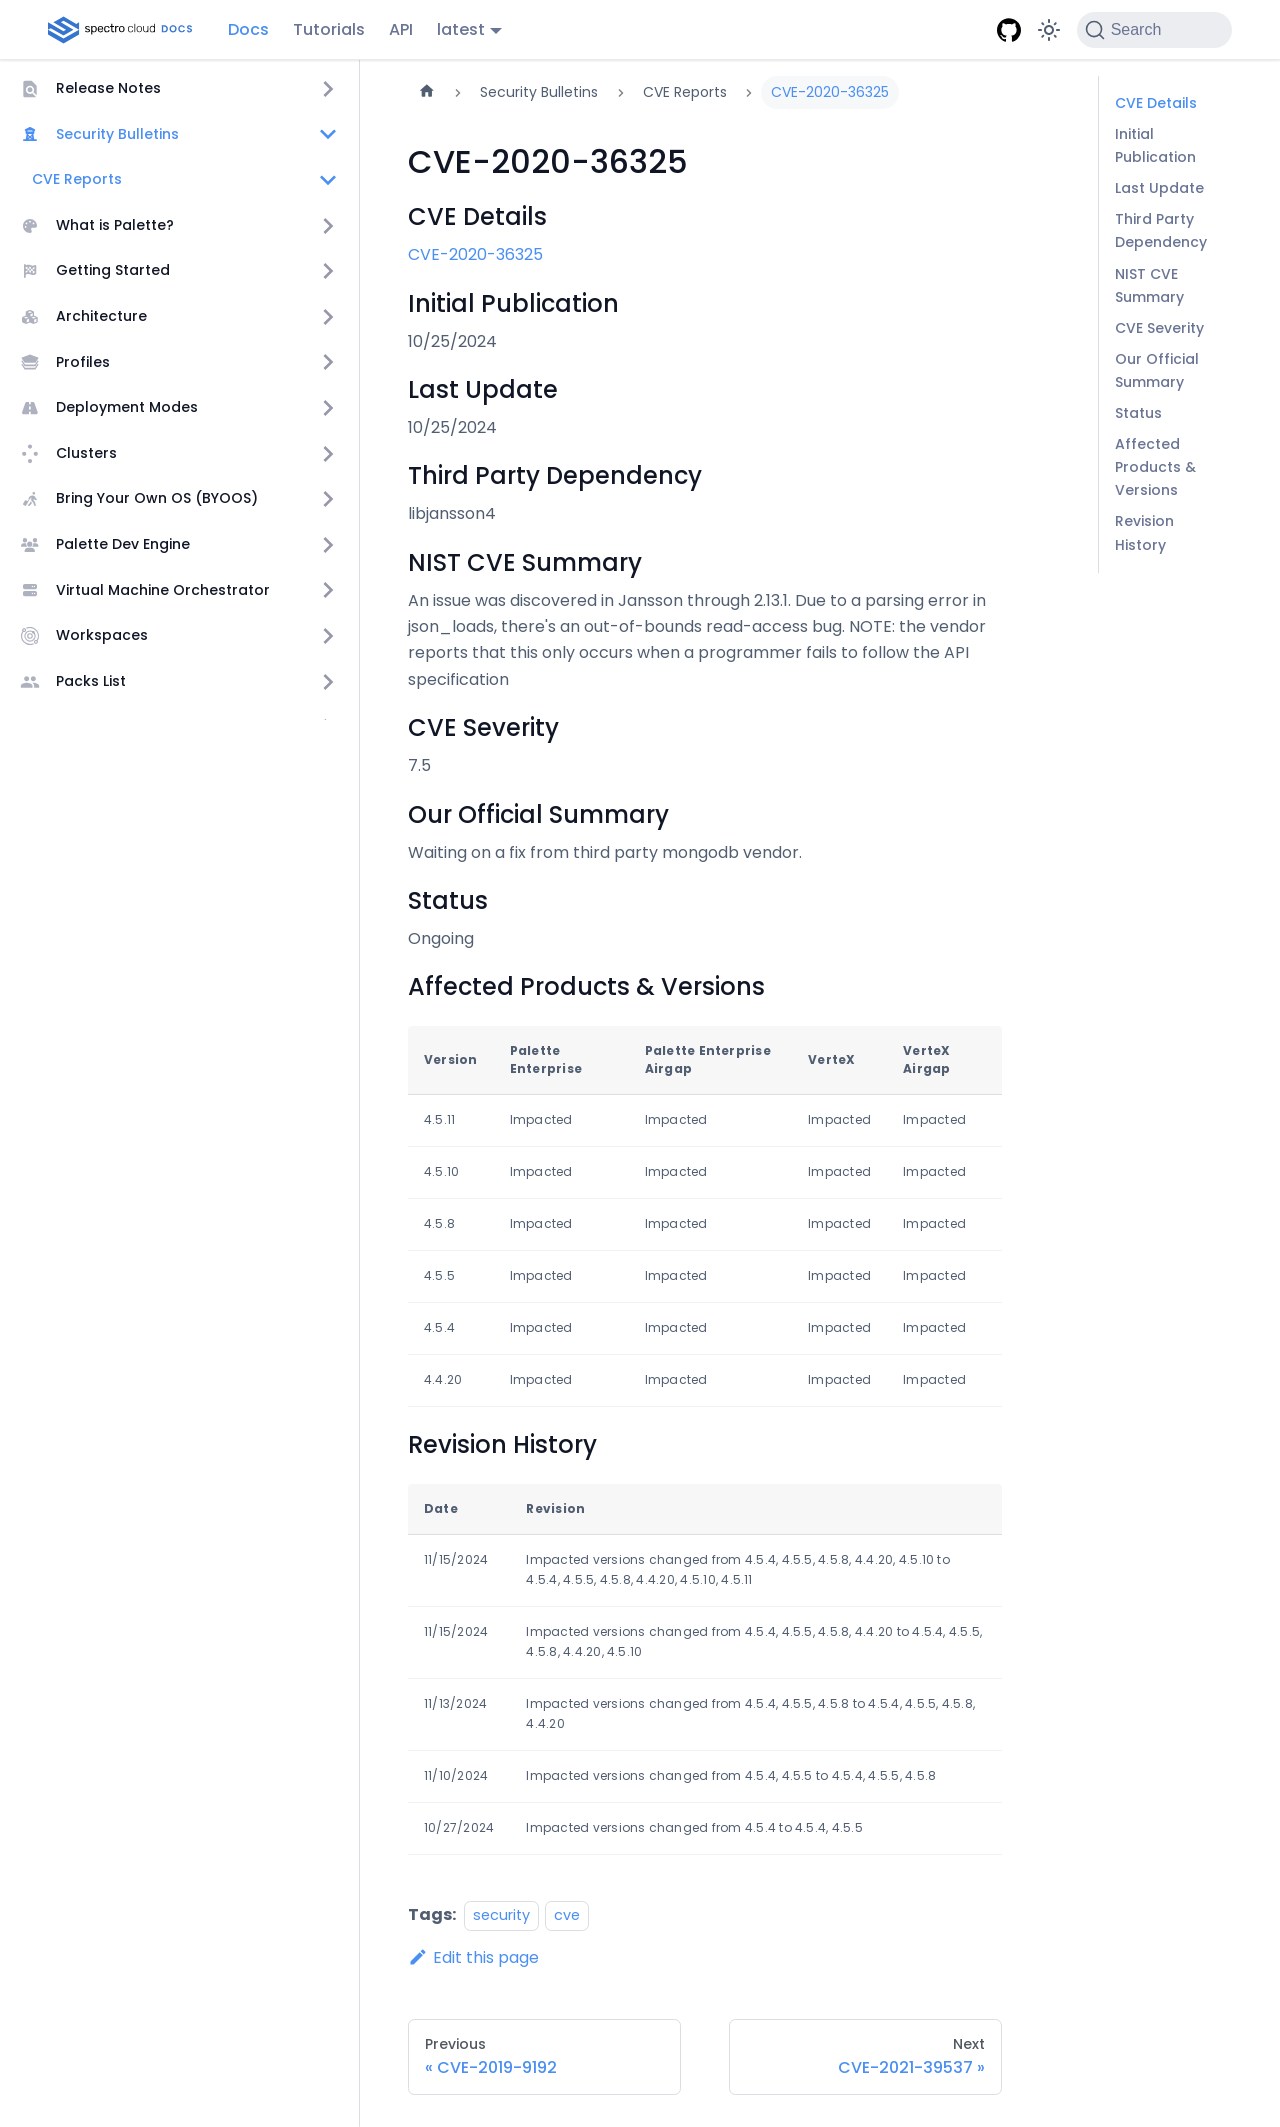 spectro cloud DOCS
Docs
Tutorials
API
latest
Search
Release Notes
Security Bulletins
CVE Reports
What is Palette?
Getting Started
Architecture
Profiles
Deployment Modes
Clusters
Bring Your Own OS (BYOOS)
Palette Dev Engine
Virtual Machine Orchestrator
Workspaces
Packs List
Security Bulletins
CVE Reports
CVE-2020-36325
CVE-2020-36325
CVE Details
CVE-2020-36325
Initial Publication
10/25/2024
Last Update
10/25/2024
Third Party Dependency
libjansson4
NIST CVE Summary
An issue was discovered in Jansson through 2.13.1. Due to a parsing error in
json_loads, there's an out-of-bounds read-access bug. NOTE: the vendor
reports that this only occurs when a programmer fails to follow the API
specification
CVE Severity
7.5
Our Official Summary
Waiting on a fix from third party mongodb vendor.
Status
Ongoing
Affected Products & Versions
Version Palette Enterprise Palette Enterprise Airgap VerteX VerteX Airgap
4.5.11 Impacted Impacted Impacted Impacted
4.5.10 Impacted Impacted Impacted Impacted
4.5.8 Impacted Impacted Impacted Impacted
4.5.5 Impacted Impacted Impacted Impacted
4.5.4 Impacted Impacted Impacted Impacted
4.4.20 Impacted Impacted Impacted Impacted
Revision History
Date Revision
11/15/2024 Impacted versions changed from 4.5.4, 4.5.5, 4.5.8, 4.4.20, 4.5.10 to
4.5.4, 4.5.5, 4.5.8, 4.4.20, 4.5.10, 4.5.11
11/15/2024 Impacted versions changed from 4.5.4, 4.5.5, 4.5.8, 4.4.20 to 4.5.4, 4.5.5,
4.5.8, 4.4.20, 4.5.10
11/13/2024 Impacted versions changed from 4.5.4, 4.5.5, 4.5.8 to 4.5.4, 4.5.5, 4.5.8,
4.4.20
11/10/2024 Impacted versions changed from 4.5.4, 4.5.5 to 4.5.4, 4.5.5, 4.5.8
10/27/2024 Impacted versions changed from 4.5.4 to 4.5.4, 4.5.5
Tags: security cve
Edit this page
Previous
« CVE-2019-9192
Next
CVE-2021-39537 »
CVE Details
Initial
Publication
Last Update
Third Party
Dependency
NIST CVE
Summary
CVE Severity
Our Official
Summary
Status
Affected
Products &
Versions
Revision
History